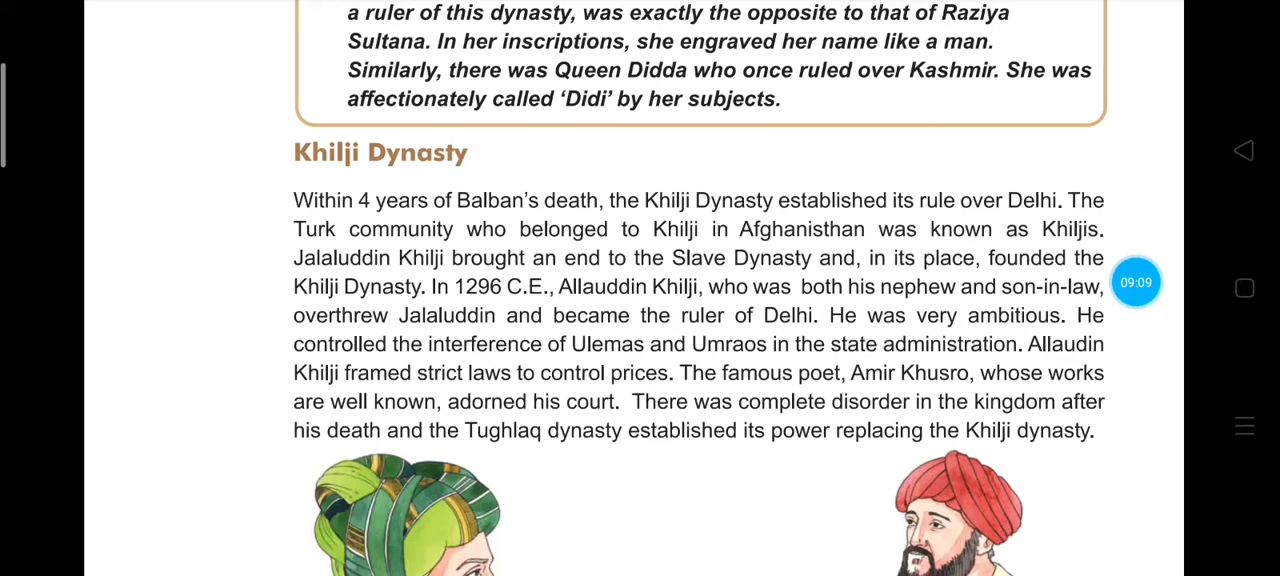 a ruler of this dynasty, was exactly the opposite to that of Raziya
Sultana. In her inscriptions, she engraved her name like a man.
Similarly, there was Queen Didda who once ruled over Kashmir. She was
affectionately called ‘Didi’ by her subjects.
Khilji Dynasty
Within 4 years of Balban’s death, the Khilji Dynasty established its rule over Delhi. The
Turk community who belonged to Khilji in Afghanisthan was known as Khiljis.
Jalaluddin Khilji brought an end to the Slave Dynasty and, in its place, founded the
Khilji Dynasty. In 1296 C.E., Allauddin Khilji, who was both his nephew and son-in-law,
overthrew Jalaluddin and became the ruler of Delhi. He was very ambitious. He
controlled the interference of Ulemas and Umraos in the state administration. Allaudin
Khilji framed strict laws to control prices. The famous poet, Amir Khusro, whose works
are well known, adorned his court. There was complete disorder in the kingdom after
his death and the Tughlaq dynasty established its power replacing the Khilji dynasty.
09:09